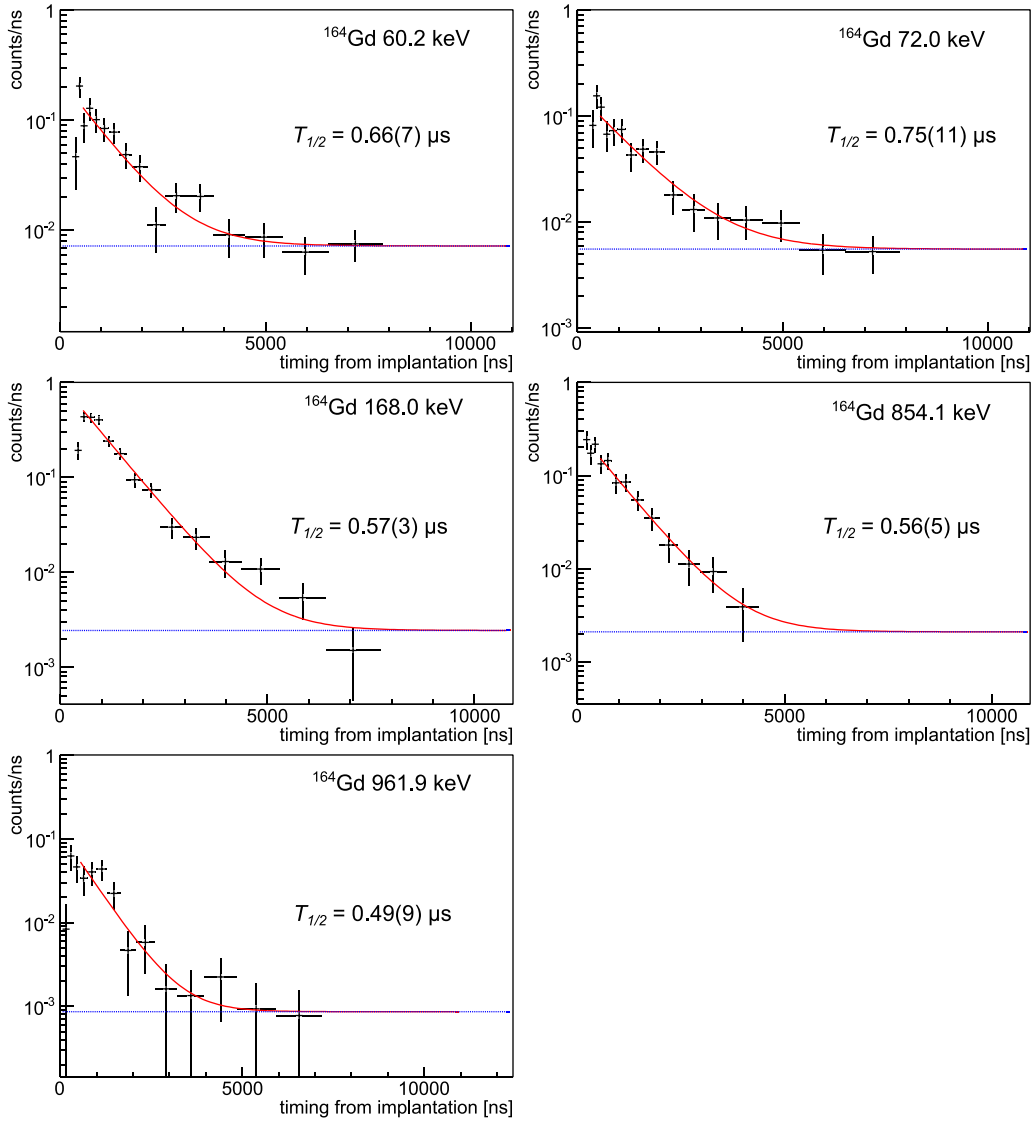 counts/ns
1
10⁻¹
10⁻²
¹⁶⁴Gd 60.2 keV
T₁/₂ = 0.66(7) μs
0 5000 10000
timing from implantation [ns]
counts/ns
1
10⁻¹
10⁻²
10⁻³
¹⁶⁴Gd 72.0 keV
T₁/₂ = 0.75(11) μs
0 5000 10000
timing from implantation [ns]
counts/ns
1
10⁻¹
10⁻²
10⁻³
¹⁶⁴Gd 168.0 keV
T₁/₂ = 0.57(3) μs
0 5000 10000
timing from implantation [ns]
counts/ns
1
10⁻¹
10⁻²
10⁻³
¹⁶⁴Gd 854.1 keV
T₁/₂ = 0.56(5) μs
0 5000 10000
timing from implantation [ns]
counts/ns
1
10⁻¹
10⁻²
10⁻³
¹⁶⁴Gd 961.9 keV
T₁/₂ = 0.49(9) μs
0 5000 10000
timing from implantation [ns]